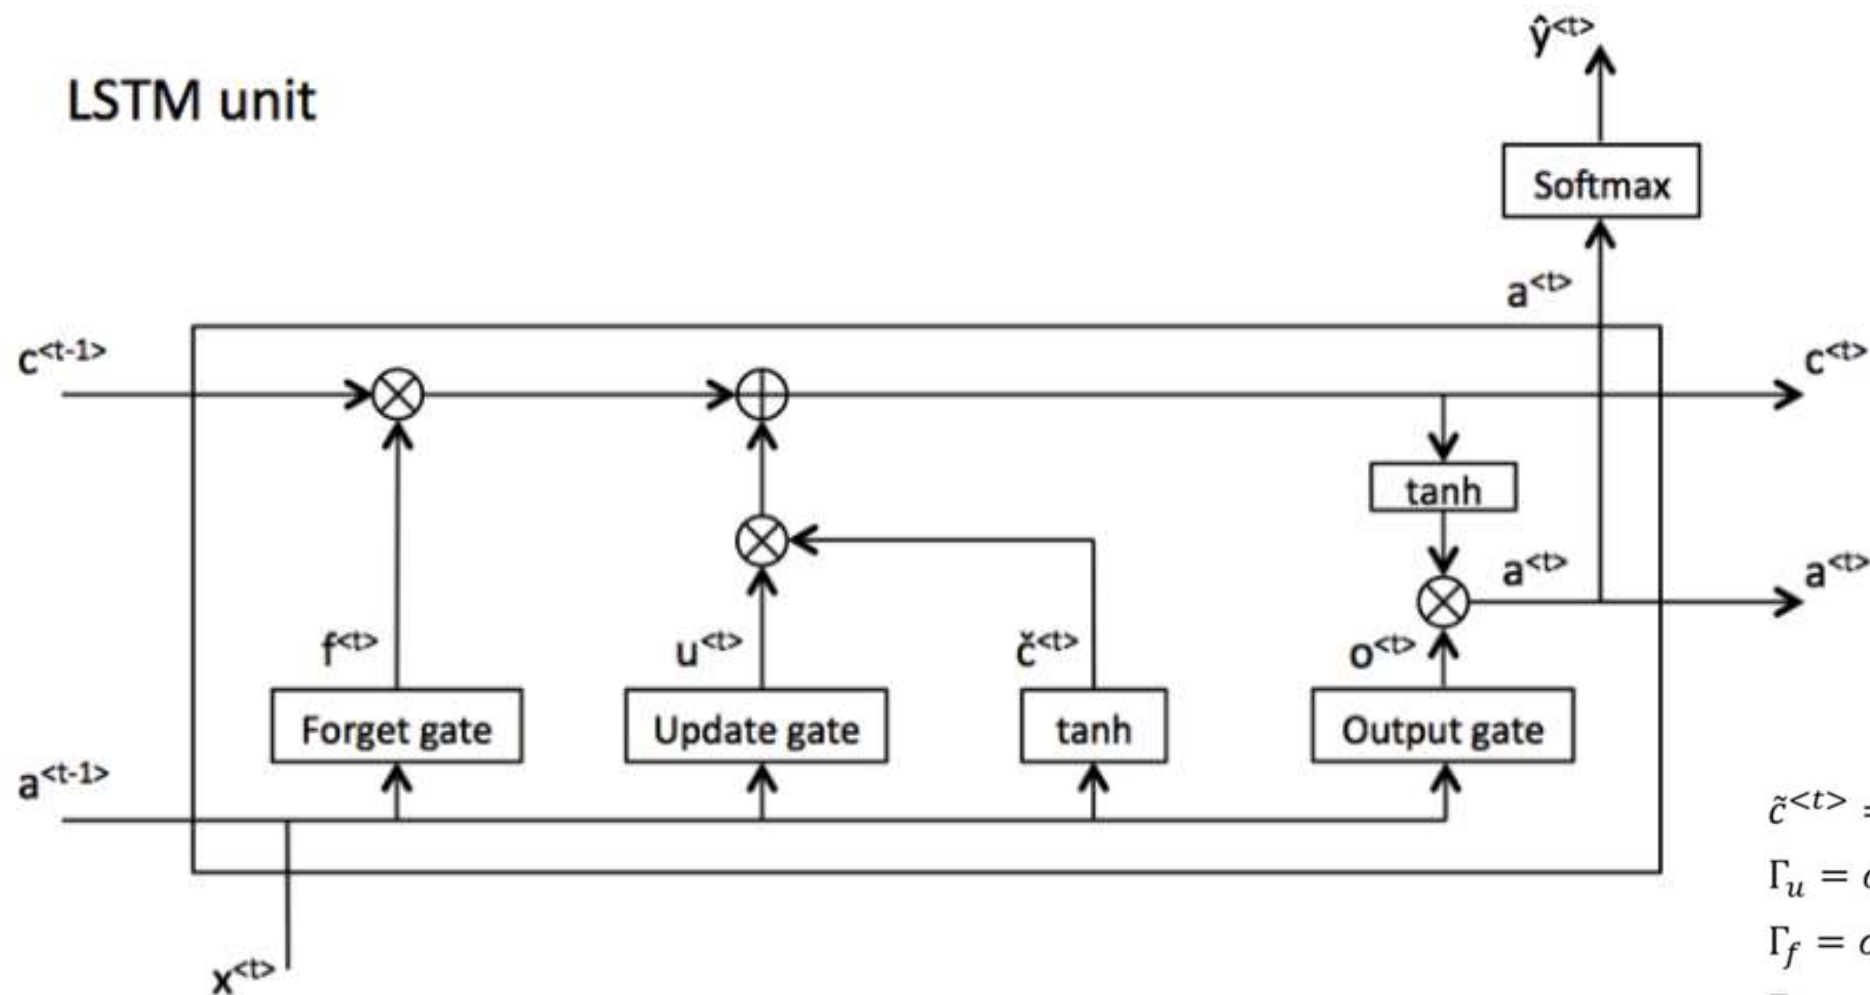 ŷ<t>
LSTM unit
Softmax
a<t>
c<t-1>
c<t>
tanh
a<t>
a<t>
f<t>
u<t>
č<t>
o<t>
Forget gate
Update gate
tanh
Output gate
a<t-1>
c̃<t> =
Γu =
Γf =
x<t>